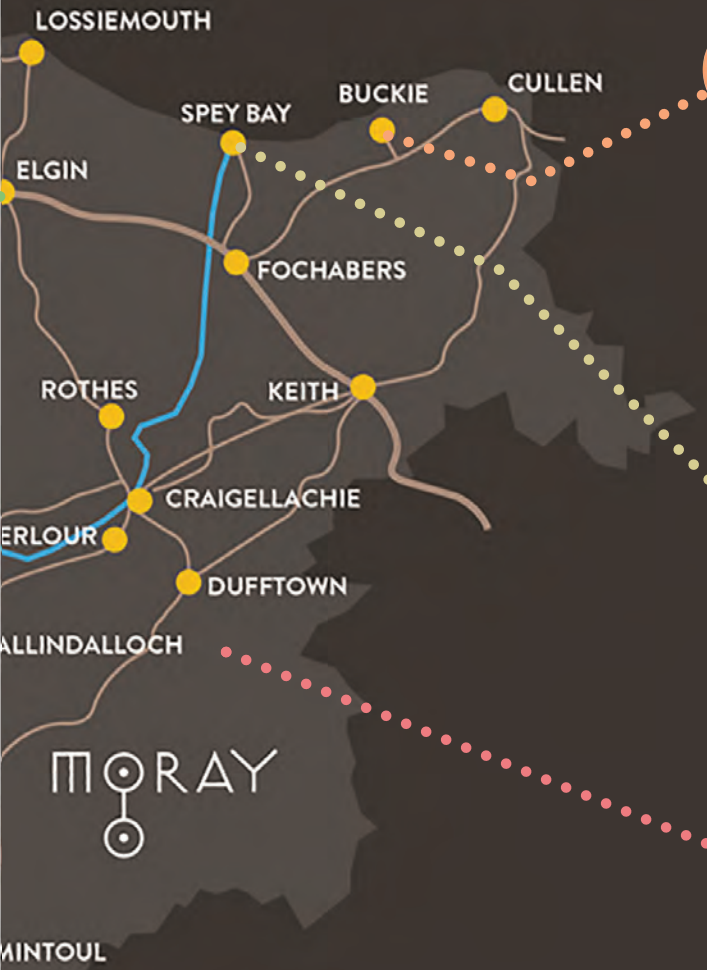 LOSSIEMOUTH
CULLEN
BUCKIE
SPEY BAY
ELGIN
FOCHABERS
ROTHES
KEITH
CRAIGELLACHIE
ERLOUR
DUFFTOWN
ALLINDALLOCH
MORAY
MINTOUL